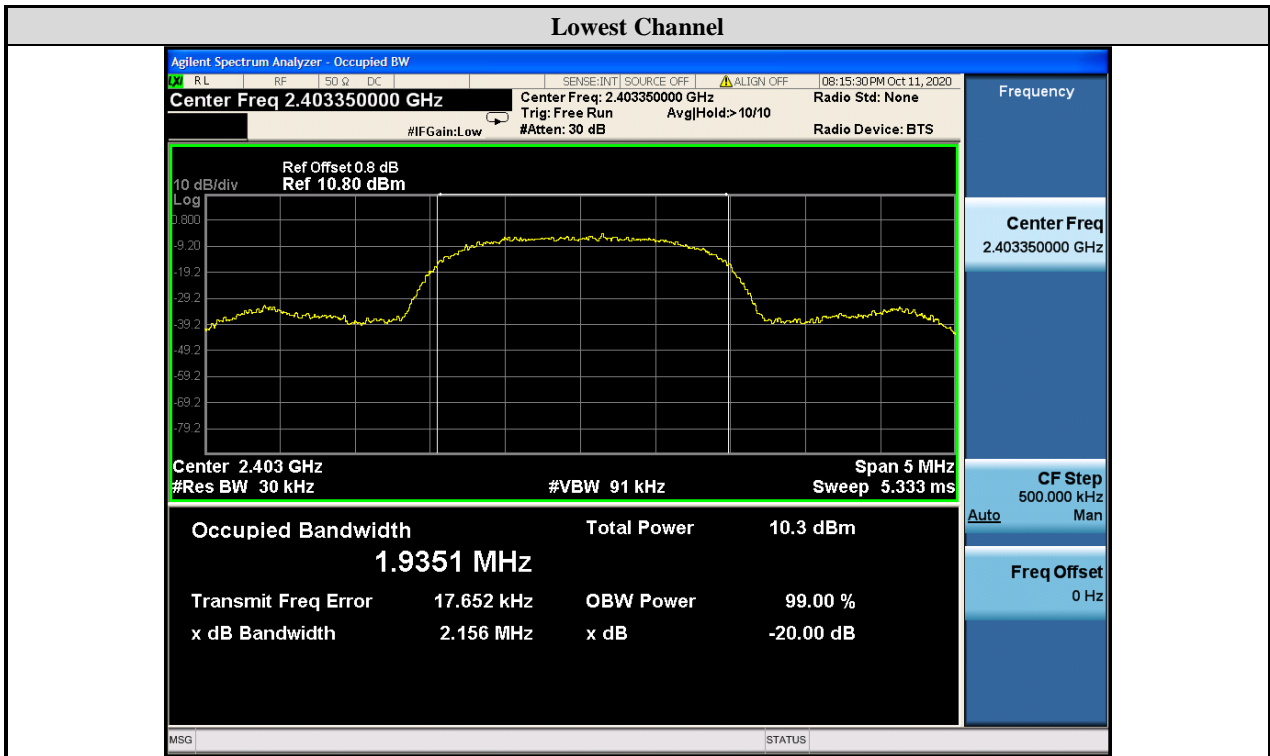 Lowest Channel
Agilent Spectrum Analyzer - Occupied BW
LXI RL RF 50 Ω DC SENSE:INT SOURCE OFF ALIGN OFF 08:15:30 PM Oct 11, 2020
Center Freq 2.403350000 GHz
Center Freq: 2.403350000 GHz
Radio Std: None
Trig: Free Run Avg|Hold:>10/10
#IFGain:Low
#Atten: 30 dB
Radio Device: BTS
Ref Offset 0.8 dB
10 dB/div Ref 10.80 dBm
Log
0.800
-9.20
-19.2
-29.2
-39.2
-49.2
-59.2
-69.2
-79.2
Center 2.403 GHz Span 5 MHz
#Res BW 30 kHz #VBW 91 kHz Sweep 5.333 ms
Occupied Bandwidth Total Power 10.3 dBm
1.9351 MHz
Transmit Freq Error 17.652 kHz OBW Power 99.00 %
x dB Bandwidth 2.156 MHz x dB -20.00 dB
Frequency
Center Freq
2.403350000 GHz
CF Step
500.000 kHz
Auto Man
Freq Offset
0 Hz
MSG STATUS